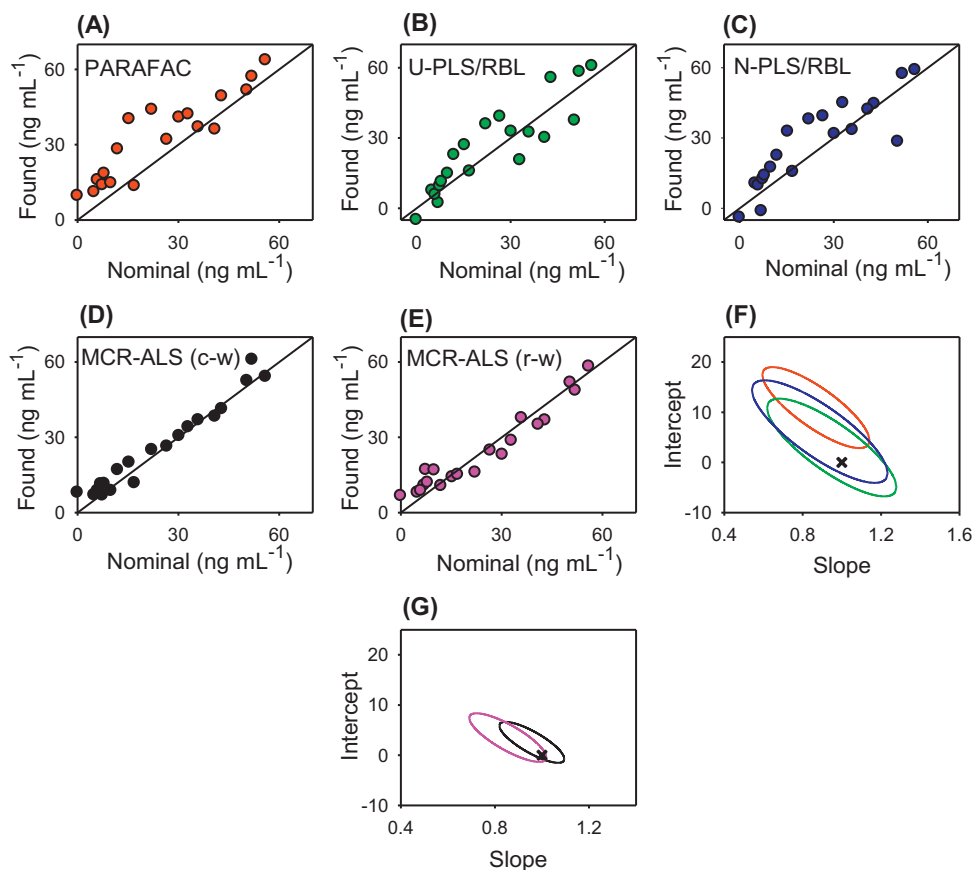 (A)
PARAFAC
Found (ng mL⁻¹)
60
30
0
0 30 60
Nominal (ng mL⁻¹)
(B)
U-PLS/RBL
Found (ng mL⁻¹)
60
30
0
0 30 60
Nominal (ng mL⁻¹)
(C)
N-PLS/RBL
Found (ng mL⁻¹)
60
30
0
0 30 60
Nominal (ng mL⁻¹)
(D)
MCR-ALS (c-w)
Found (ng mL⁻¹)
60
30
0
0 30 60
Nominal (ng mL⁻¹)
(E)
MCR-ALS (r-w)
Found (ng mL⁻¹)
60
30
0
0 30 60
Nominal (ng mL⁻¹)
(F)
Intercept
20
10
0
-10
0.4 0.8 1.2 1.6
Slope
(G)
Intercept
20
10
0
-10
0.4 0.8 1.2
Slope